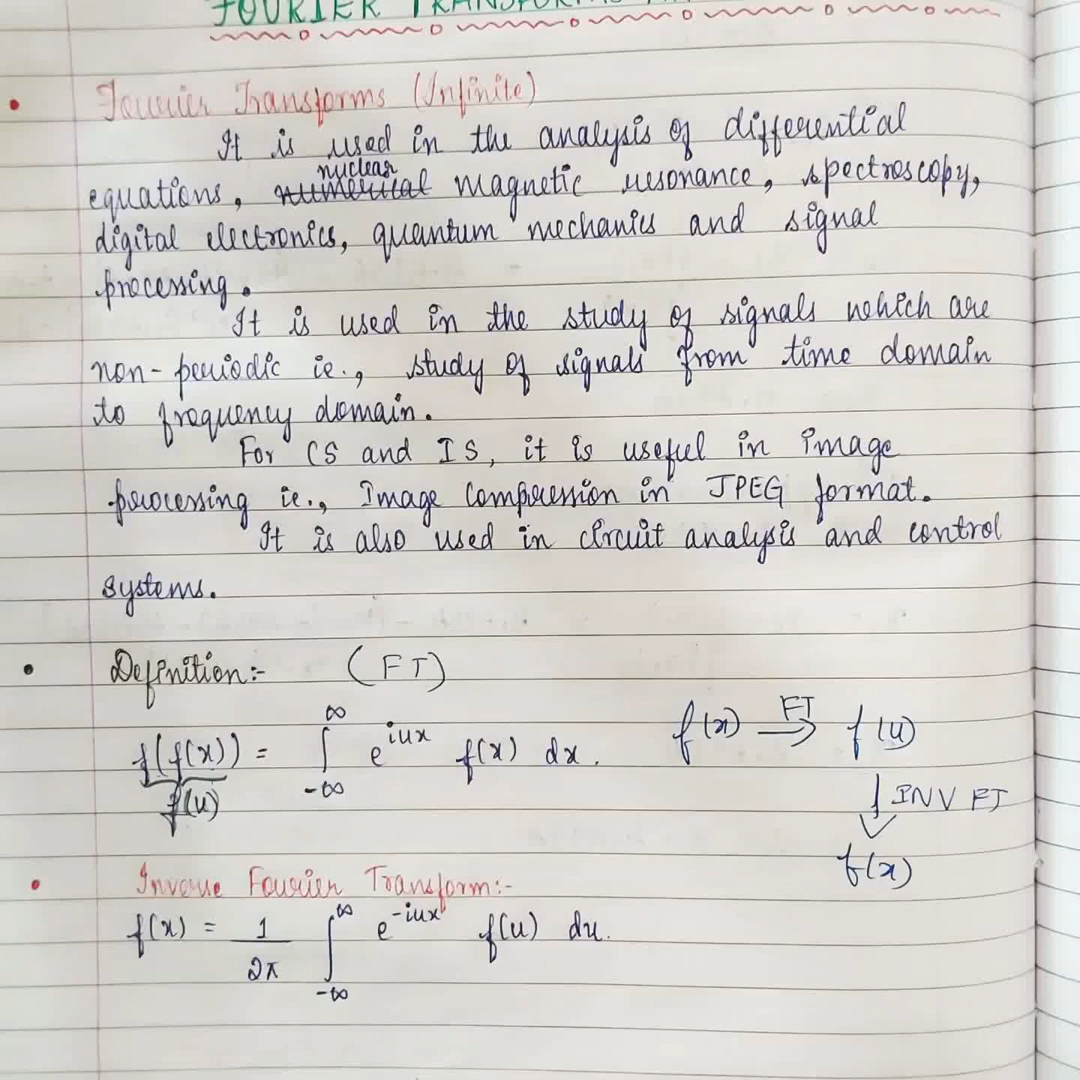 FOURIER TRANSFORMS
Fourier Transforms (Infinite)
It is used in the analysis of differential
nuclear
equations, numerical magnetic resonance, spectroscopy,
digital electronics, quantum mechanics and signal
processing.
It is used in the study of signals which are
non-periodic ie., study of signals from time domain
to frequency domain.
For CS and IS, it is useful in image
processing ie., Image compression in JPEG format.
It is also used in circuit analysis and control
systems.
Definition:- (FT)
f(f(x)) = ∫_{-∞}^{∞} e^{iux} f(x) dx.
f(u)
f(x) —FT→ f(u)
↓ INV FT
f(x)
Inverse Fourier Transform:-
f(x) = 1/2π ∫_{-∞}^{∞} e^{-iux} f(u) du.